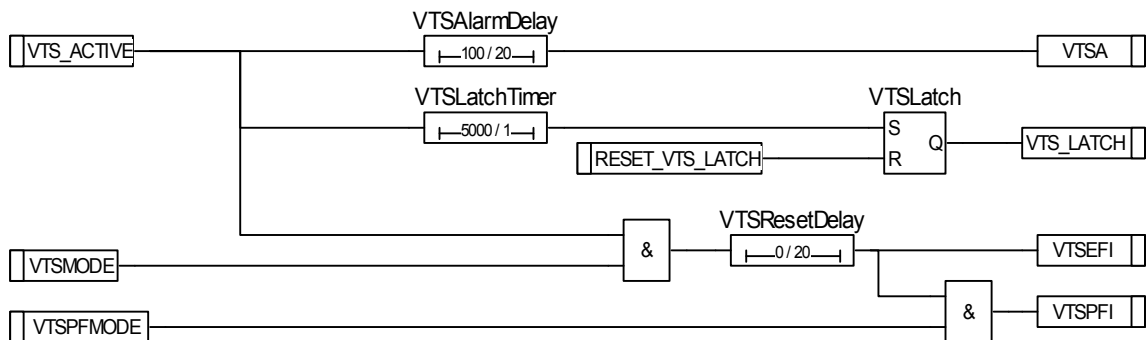 VTSAlarmDelay
VTS_ACTIVE
100 / 20
VTSA
VTSLatchTimer
VTSLatch
5000 / 1
S
Q
VTS_LATCH
RESET_VTS_LATCH
R
VTSResetDelay
&
0 / 20
VTSEFI
VTSMODE
&
VTSPFI
VTSPFMODE